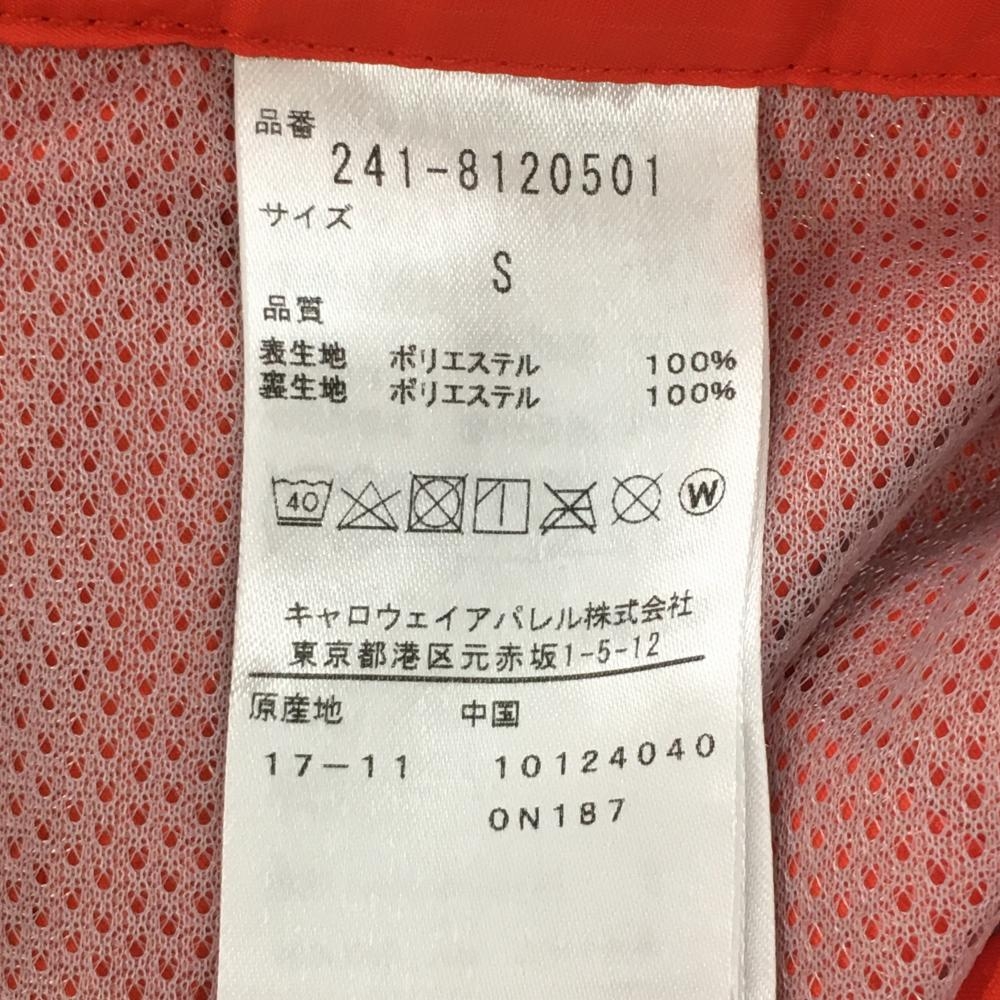 品番
241-8120501
サイズ
S
品質
表生地 ポリエステル 100%
裏生地 ポリエステル 100%
40 W
キャロウェイアパレル株式会社
東京都港区元赤坂1-5-12
原産地 中国
17-11 10124040
0N187